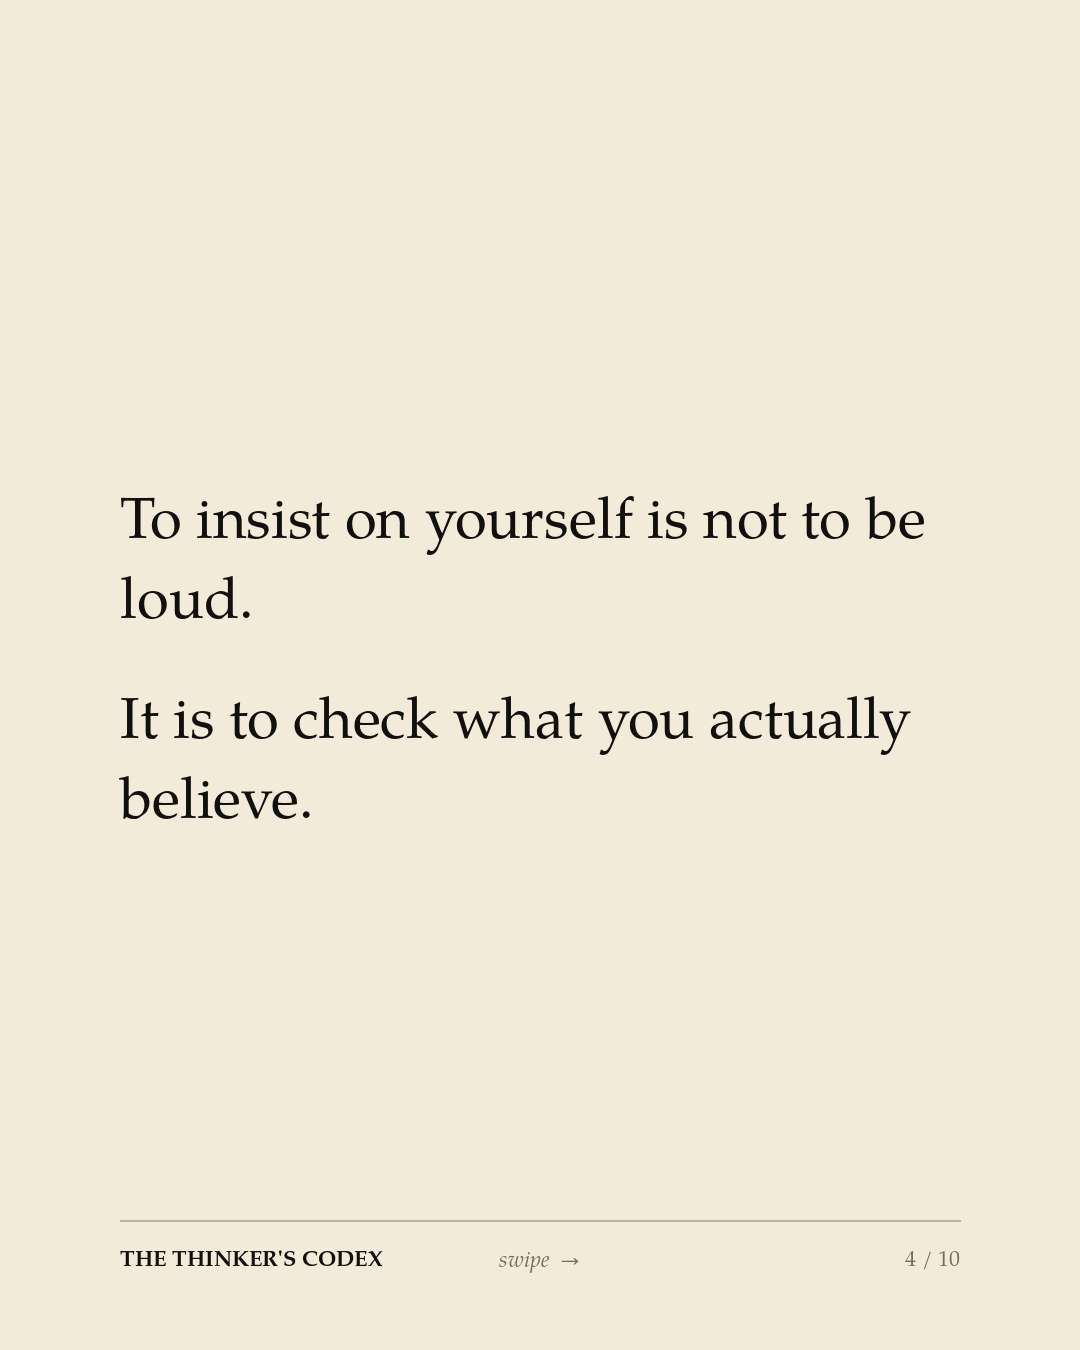 To insist on yourself is not to be
loud.
It is to check what you actually
believe.
THE THINKER'S CODEX
swipe →
4 / 10